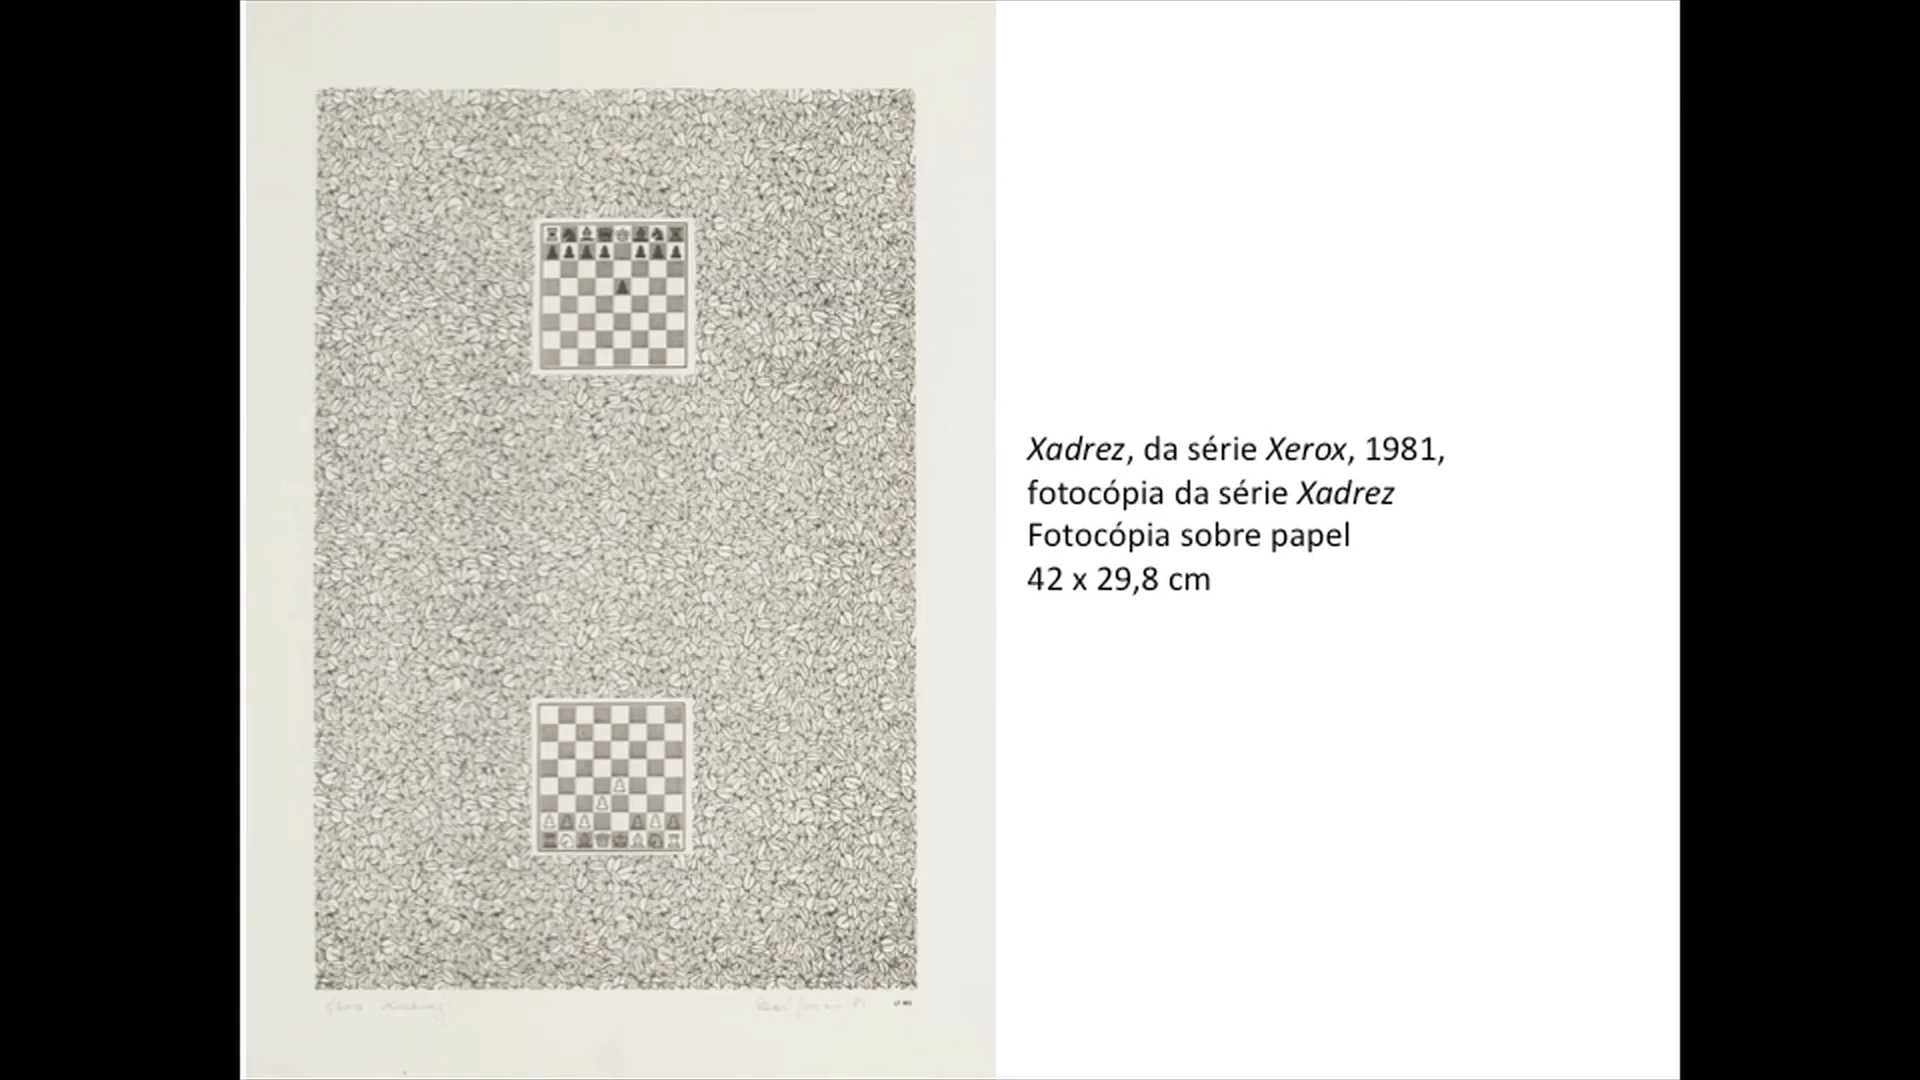 Xadrez, da série Xerox, 1981,
fotocópia da série Xadrez
Fotocópia sobre papel
42 x 29,8 cm